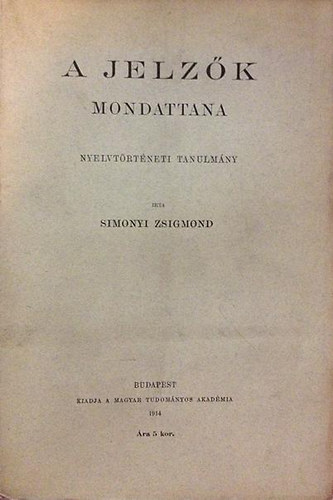 A JELZŐK
MONDATTANA
NYELVTÖRTÉNETI TANULMÁNY
IRTA
SIMONYI ZSIGMOND
BUDAPEST
KIADJA A MAGYAR TUDOMÁNYOS AKADÉMIA
1914
Ára 5 kor.